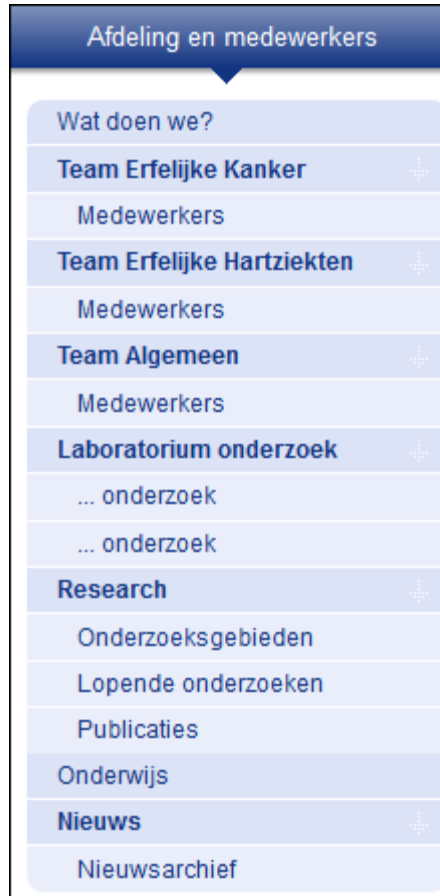 Afdeling en medewerkers
Wat doen we?
Team Erfelijke Kanker
Medewerkers
Team Erfelijke Hartziekten
Medewerkers
Team Algemeen
Medewerkers
Laboratorium onderzoek
... onderzoek
... onderzoek
Research
Onderzoeksgebieden
Lopende onderzoeken
Publicaties
Onderwijs
Nieuws
Nieuwsarchief